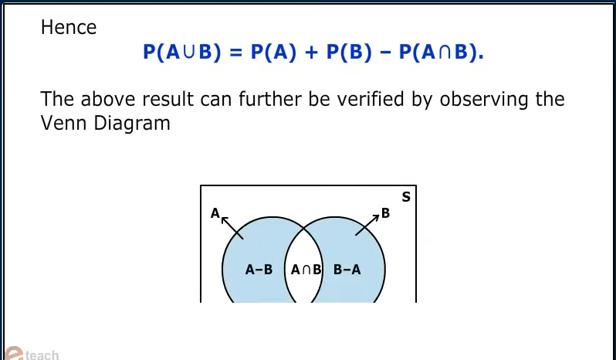 Hence
P(A∪B) = P(A) + P(B) − P(A∩B).
The above result can further be verified by observing the
Venn Diagram
S
A
B
A−B A∩B B−A
e teach